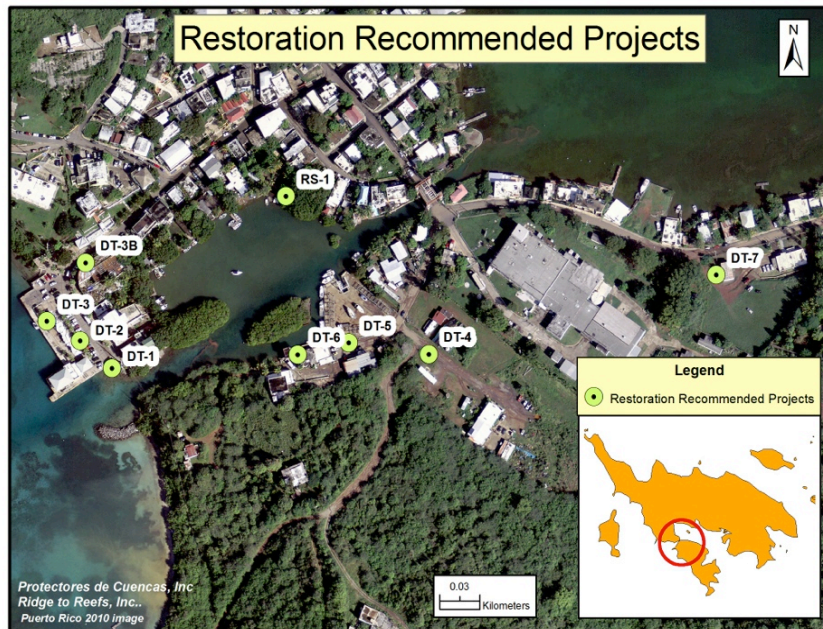 Restoration Recommended Projects
N
RS-1
DT-3B
DT-7
DT-3
DT-2
DT-5
DT-6
DT-4
DT-1
Legend
Restoration Recommended Projects
0.03
Kilometers
Protectores de Cuencas, Inc
Ridge to Reefs, Inc..
Puerto Rico 2010 image